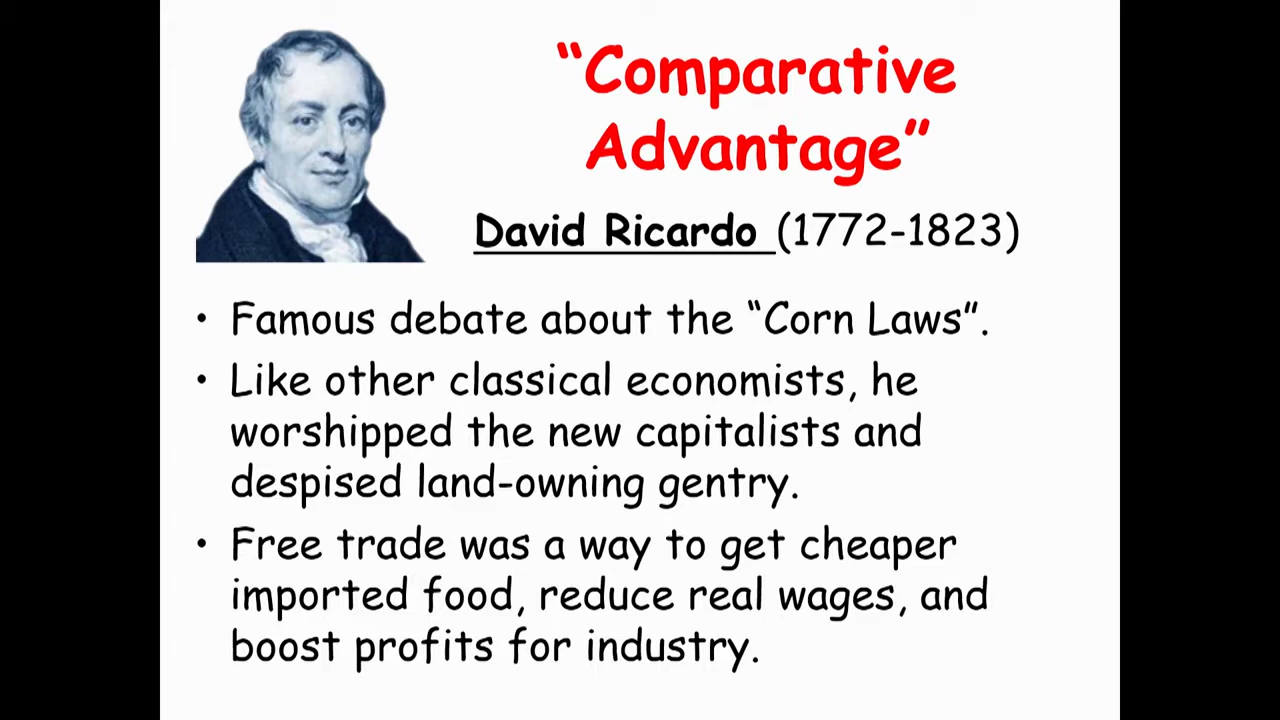 “Comparative
Advantage”
David Ricardo (1772-1823)
• Famous debate about the “Corn Laws”.
• Like other classical economists, he
worshipped the new capitalists and
despised land-owning gentry.
• Free trade was a way to get cheaper
imported food, reduce real wages, and
boost profits for industry.